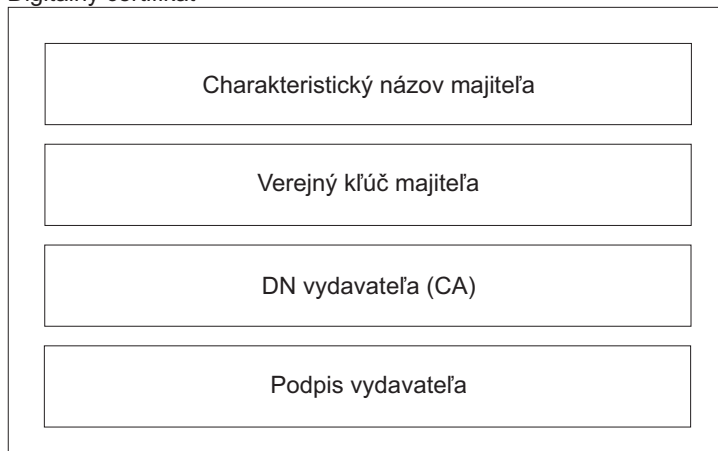 Digitálny certifikát
Charakteristický názov majiteľa
Verejný kľúč majiteľa
DN vydavateľa (CA)
Podpis vydavateľa